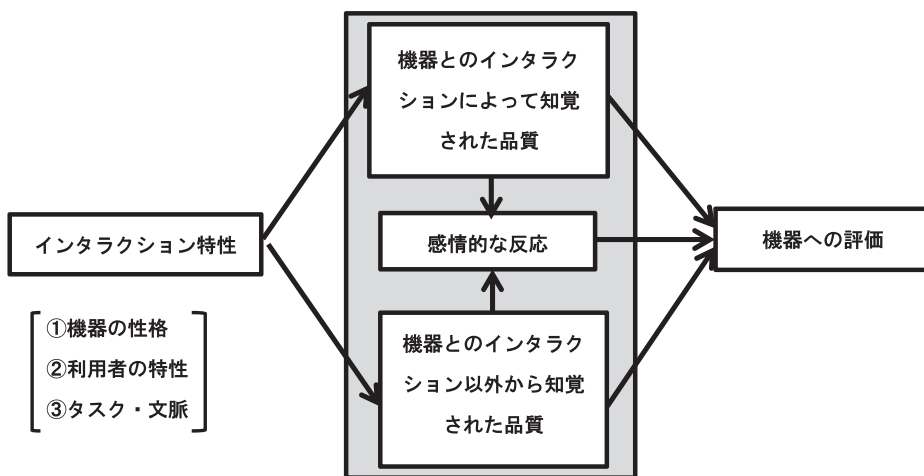 機器とのインタラク
ションによって知覚
された品質
インタラクション特性
感情的な反応
機器への評価
①機器の性格
②利用者の特性
③タスク・文脈
機器とのインタラク
ション以外から知覚
された品質